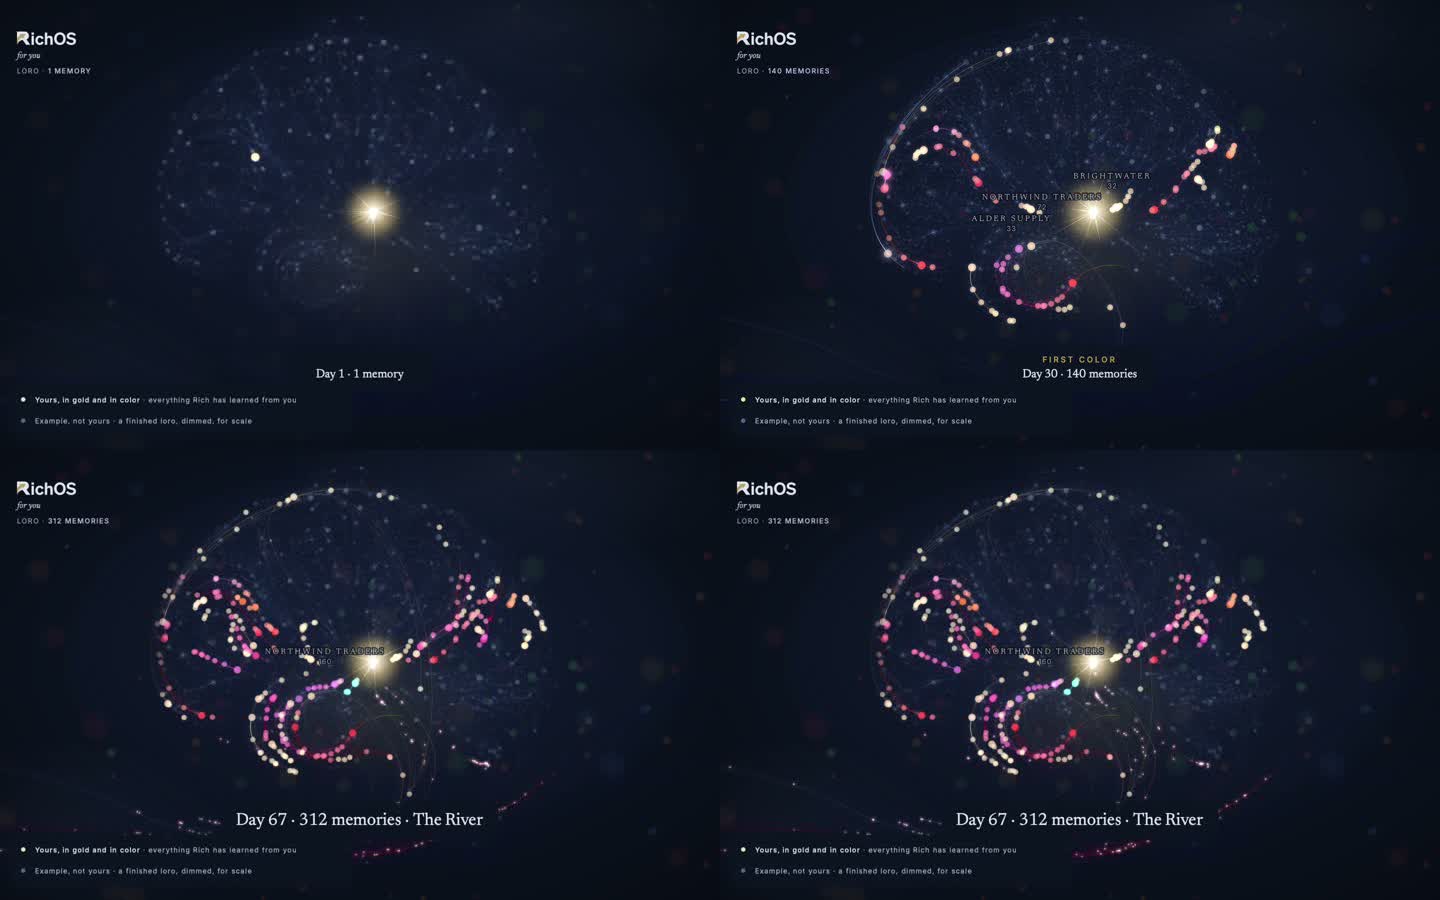 RichOS
for you
LORO · 1 MEMORY
Day 1 · 1 memory
Yours, in gold and in color · everything Rich has learned from you
Example, not yours · a finished loro, dimmed, for scale
RichOS
for you
LORO · 140 MEMORIES
BRIGHTWATER
32
NORTHWIND TRADERS
72
ALDER SUPPLY
33
FIRST COLOR
Day 30 · 140 memories
Yours, in gold and in color · everything Rich has learned from you
Example, not yours · a finished loro, dimmed, for scale
RichOS
for you
LORO · 312 MEMORIES
NORTHWIND TRADERS
160
Day 67 · 312 memories · The River
Yours, in gold and in color · everything Rich has learned from you
Example, not yours · a finished loro, dimmed, for scale
RichOS
for you
LORO · 312 MEMORIES
NORTHWIND TRADERS
160
Day 67 · 312 memories · The River
Yours, in gold and in color · everything Rich has learned from you
Example, not yours · a finished loro, dimmed, for scale